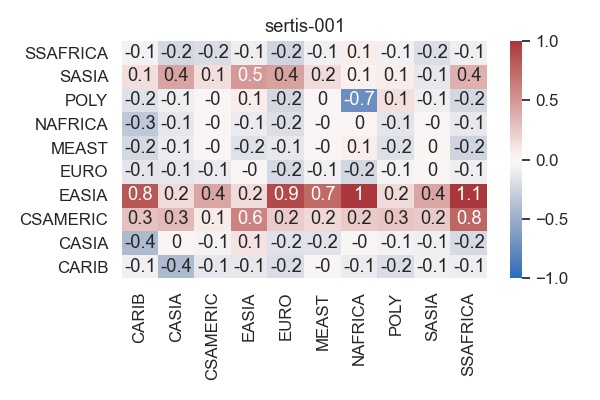 sertis-001
SSAFRICA -0.1 -0.2 -0.2 -0.1 -0.2 -0.1 0.1 -0.1 -0.2 -0.1
SASIA 0.1 0.4 0.1 0.5 0.4 0.2 0.1 0.1 -0.1 0.4
POLY -0.2 -0.1 -0 0.1 -0.2 0 -0.7 0.1 -0.1 -0.2
NAFRICA -0.3 -0.1 -0 -0.1 -0.2 -0 0 -0.1 -0 -0.1
MEAST -0.2 -0.1 -0 -0.2 -0.1 -0 0.1 -0.2 0 -0.2
EURO -0.1 -0.1 -0.1 -0 -0.2 -0.1 -0.2 -0.1 0 -0.1
EASIA 0.8 0.2 0.4 0.2 0.9 0.7 1 0.2 0.4 1.1
CSAMERIC 0.3 0.3 0.1 0.6 0.2 0.2 0.2 0.3 0.2 0.8
CASIA -0.4 0 -0.1 0.1 -0.2 -0.2 -0 -0.1 -0.1 -0.2
CARIB -0.1 -0.4 -0.1 -0.1 -0.2 -0 -0.1 -0.2 -0.1 -0.1
CARIB CASIA CSAMERIC EASIA EURO MEAST NAFRICA POLY SASIA SSAFRICA
1.0
0.5
0.0
−0.5
−1.0